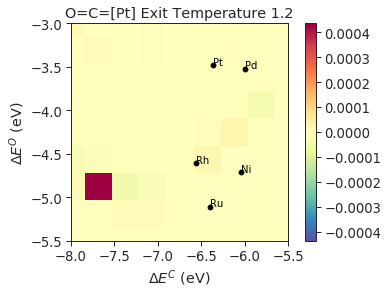 O=C=[Pt] Exit Temperature 1.2
−3.0
−3.5
−4.0
−4.5
−5.0
−5.5
ΔE^O (eV)
Pt
Pd
Rh
Ni
Ru
−8.0 −7.5 −7.0 −6.5 −6.0 −5.5
ΔE^C (eV)
0.0004
0.0003
0.0002
0.0001
0.0000
−0.0001
−0.0002
−0.0003
−0.0004